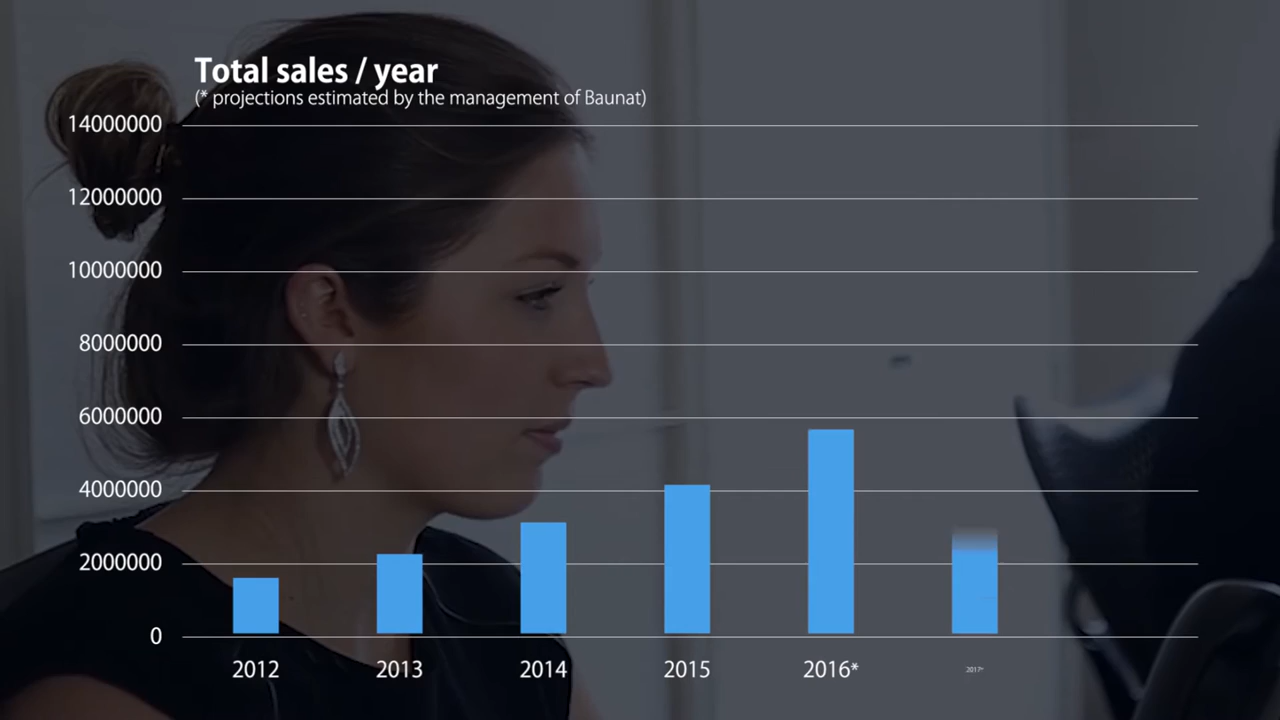 Total sales / year
(* projections estimated by the management of Baunat)
14000000
12000000
10000000
8000000
6000000
4000000
2000000
0
2012 2013 2014 2015 2016* 2017*